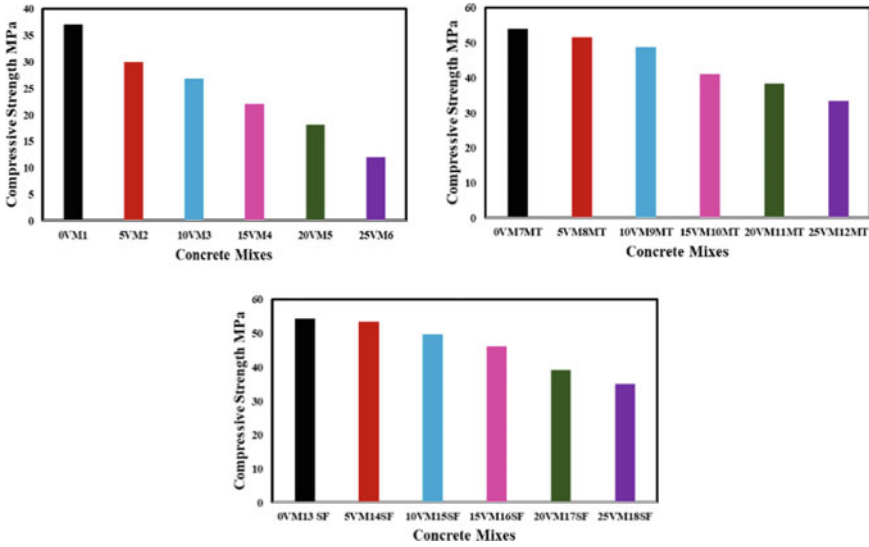 Compressive Strength MPa
40
35
30
25
20
15
10
5
0
0VM1 5VM2 10VM3 15VM4 20VM5 25VM6
Concrete Mixes
Compressive Strength MPa
60
50
40
30
20
10
0
0VM7MT 5VM8MT 10VM9MT 15VM10MT 20VM11MT 25VM12MT
Concrete Mixes
Compressive Strength MPa
60
50
40
30
20
10
0
0VM13 SF 5VM14SF 10VM15SF 15VM16SF 20VM17SF 25VM18SF
Concrete Mixes